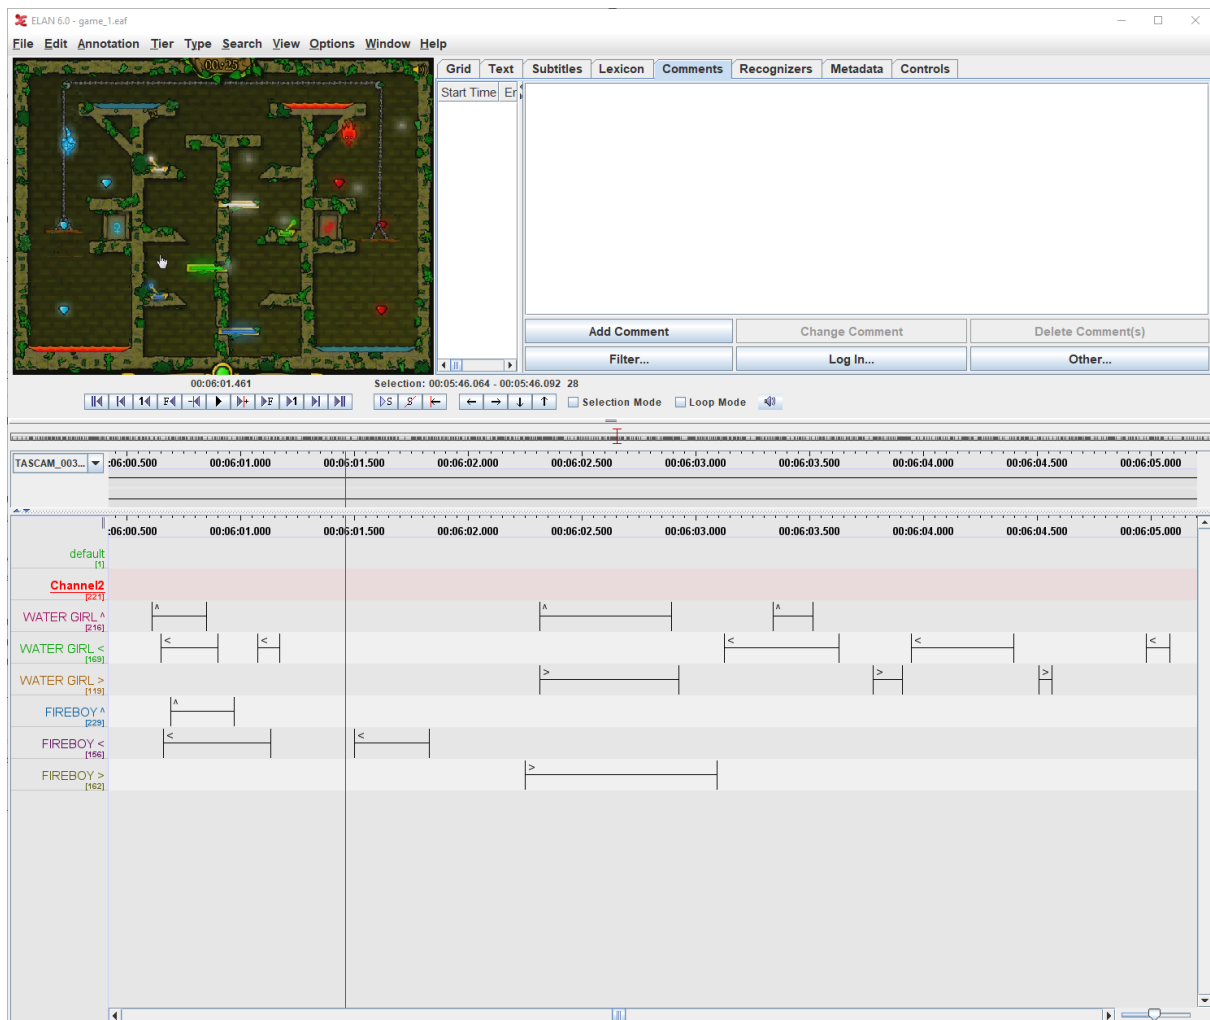 ELAN 6.0 - game_1.eaf
File Edit Annotation Tier Type Search View Options Window Help
00:25
Grid Text Subtitles Lexicon Comments Recognizers Metadata Controls
Start Time Er
Add Comment Change Comment Delete Comment(s)
Filter... Log In... Other...
00:06:01.461 Selection: 00:05:46.064 - 00:05:46.092 28
Selection Mode Loop Mode
TASCAM_003... :06:00.500 00:06:01.000 00:06:01.500 00:06:02.000 00:06:02.500 00:06:03.000 00:06:03.500 00:06:04.000 00:06:04.500 00:06:05.000
:06:00.500 00:06:01.000 00:06:01.500 00:06:02.000 00:06:02.500 00:06:03.000 00:06:03.500 00:06:04.000 00:06:04.500 00:06:05.000
default
[1]
Channel2
[221]
WATER GIRL ^ ^ ^ ^
[216]
WATER GIRL < < < < < <
[169]
WATER GIRL > > > >
[119]
FIREBOY ^ ^
[229]
FIREBOY < < <
[156]
FIREBOY > >
[162]